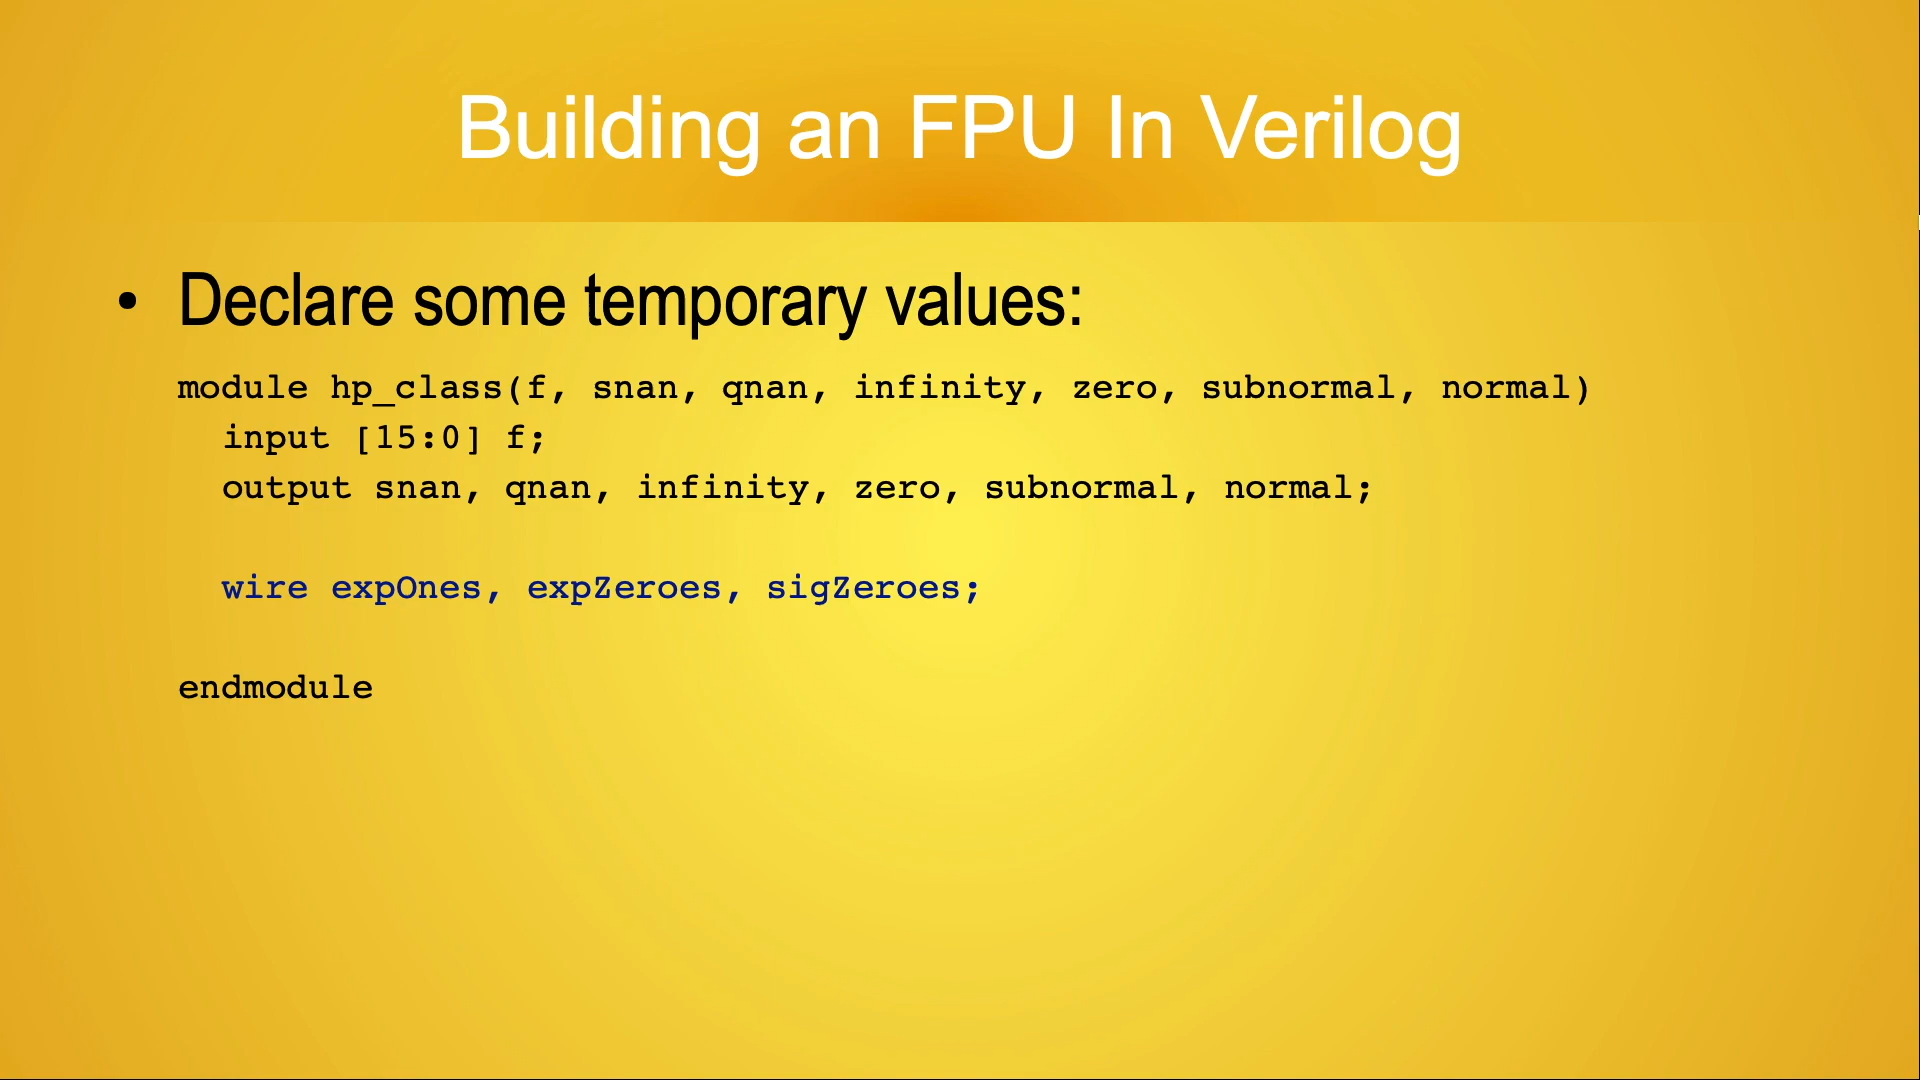 Building an FPU In Verilog
• Declare some temporary values:
module hp_class(f, snan, qnan, infinity, zero, subnormal, normal)
input [15:0] f;
output snan, qnan, infinity, zero, subnormal, normal;
wire expOnes, expZeroes, sigZeroes;
endmodule